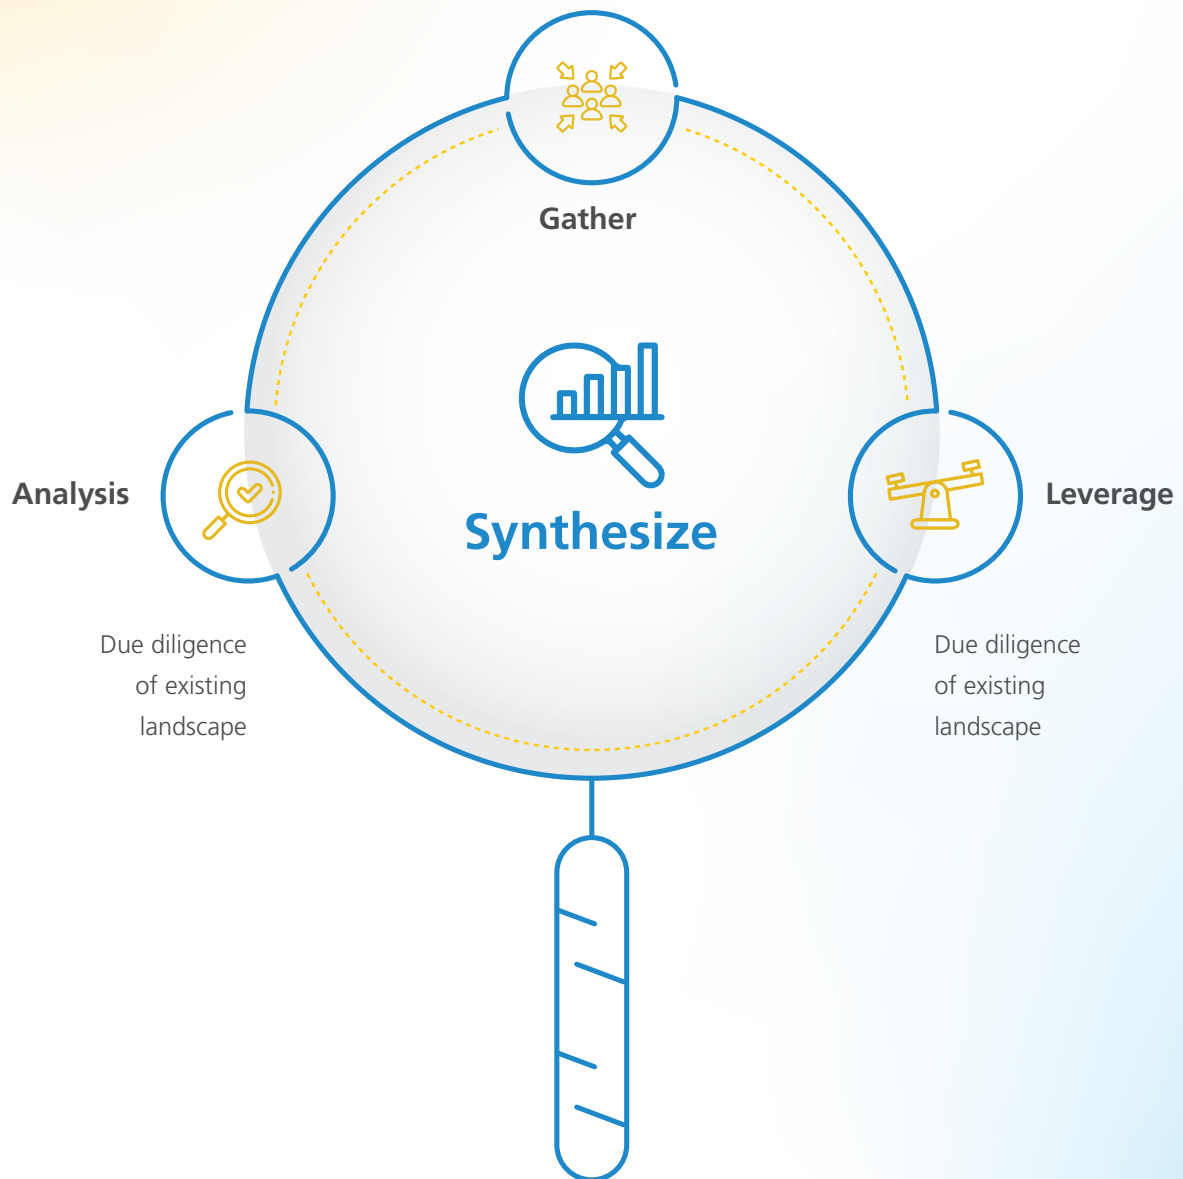 Gather
Synthesize
Analysis
Due diligence
of existing
landscape
Leverage
Due diligence
of existing
landscape